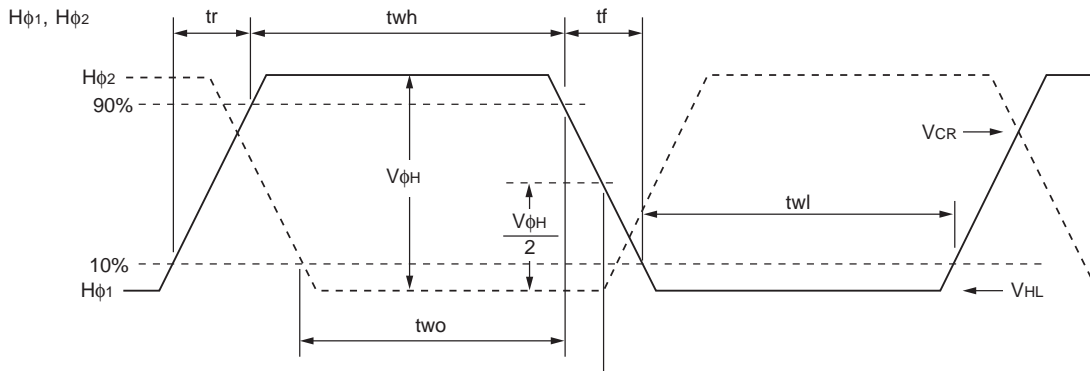 Hϕ1, Hϕ2
tr
twh
tf
Hϕ2
90%
VCR
VϕH
twl
VϕH
2
10%
Hϕ1
VHL
two